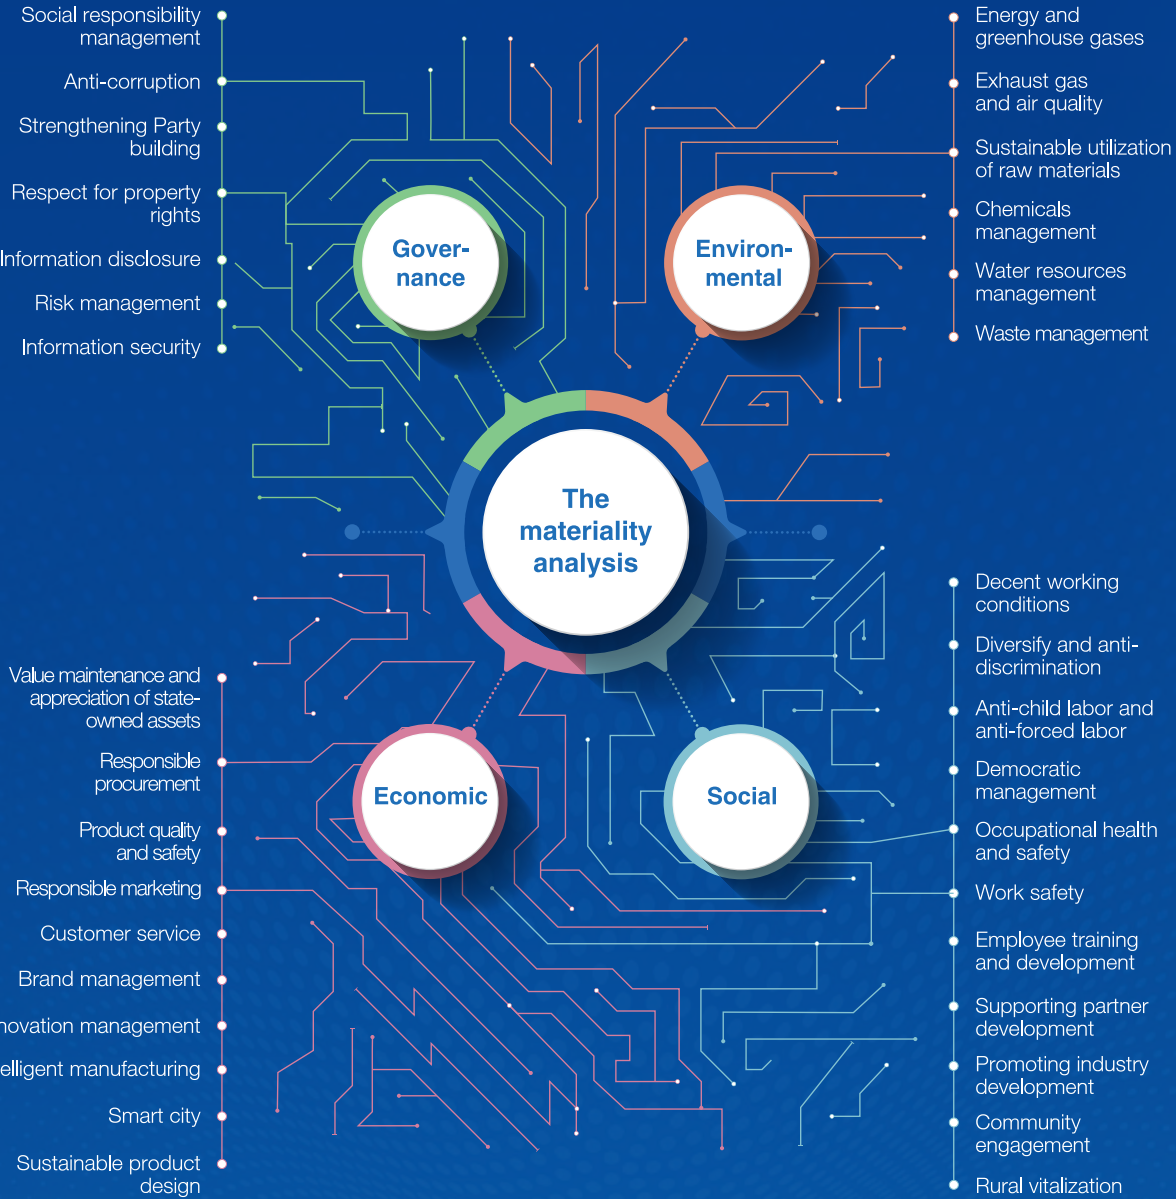 Social responsibility
management
Anti-corruption
Strengthening Party
building
Respect for property
rights
Information disclosure
Risk management
Information security
Gover-
nance
Environ-
mental
Energy and
greenhouse gases
Exhaust gas
and air quality
Sustainable utilization
of raw materials
Chemicals
management
Water resources
management
Waste management
The
materiality
analysis
Value maintenance and
appreciation of state-
owned assets
Responsible
procurement
Product quality
and safety
Responsible marketing
Customer service
Brand management
novation management
elligent manufacturing
Smart city
Sustainable product
design
Economic
Social
Decent working
conditions
Diversify and anti-
discrimination
Anti-child labor and
anti-forced labor
Democratic
management
Occupational health
and safety
Work safety
Employee training
and development
Supporting partner
development
Promoting industry
development
Community
engagement
Rural vitalization